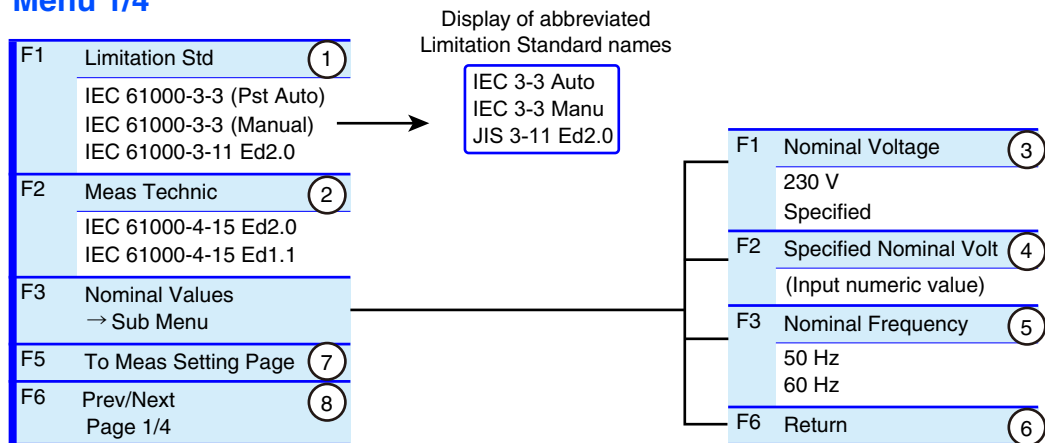 Menu 1/4
Display of abbreviated
Limitation Standard names
F1 Limitation Std 1
IEC 61000-3-3 (Pst Auto)
IEC 61000-3-3 (Manual)
IEC 61000-3-11 Ed2.0
IEC 3-3 Auto
IEC 3-3 Manu
JIS 3-11 Ed2.0
F2 Meas Technic 2
IEC 61000-4-15 Ed2.0
IEC 61000-4-15 Ed1.1
F3 Nominal Values
→ Sub Menu
F5 To Meas Setting Page 7
F6 Prev/Next 8
Page 1/4
F1 Nominal Voltage 3
230 V
Specified
F2 Specified Nominal Volt 4
(Input numeric value)
F3 Nominal Frequency 5
50 Hz
60 Hz
F6 Return 6